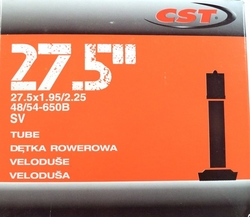 CST
27.5"
27.5x1.95/2.25
48/54-650B
SV
TUBE
DĘTKA ROWEROWA
VELODUŠE
VELODUŠA